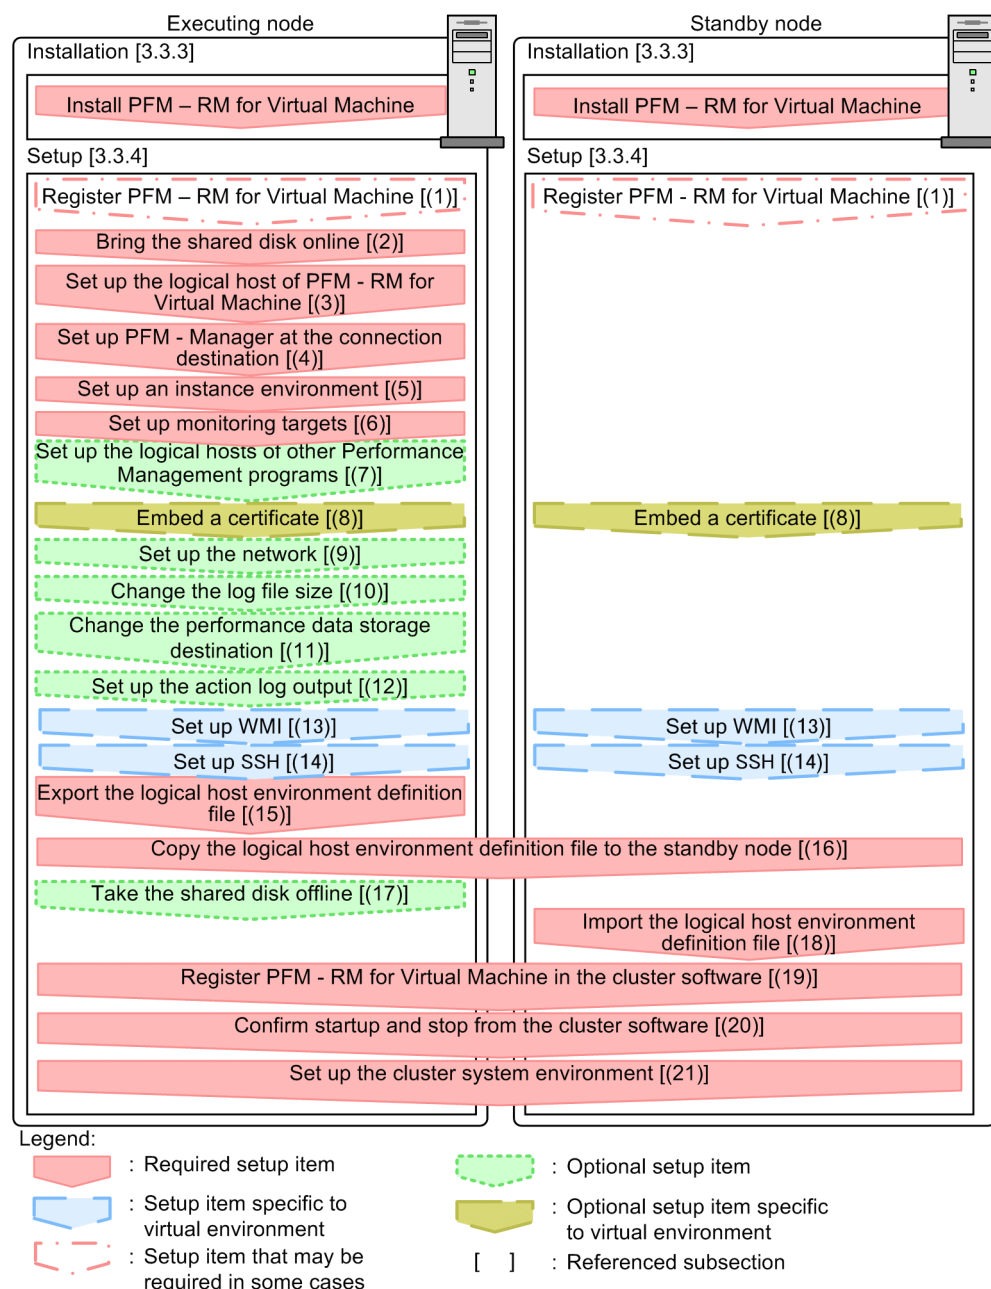 Executing node
Standby node
Installation [3.3.3]
Installation [3.3.3]
Install PFM – RM for Virtual Machine
Install PFM – RM for Virtual Machine
Setup [3.3.4]
Setup [3.3.4]
Register PFM – RM for Virtual Machine [(1)]
Register PFM - RM for Virtual Machine [(1)]
Bring the shared disk online [(2)]
Set up the logical host of PFM - RM for
Virtual Machine [(3)]
Set up PFM - Manager at the connection
destination [(4)]
Set up an instance environment [(5)]
Set up monitoring targets [(6)]
Set up the logical hosts of other Performance
Management programs [(7)]
Embed a certificate [(8)]
Embed a certificate [(8)]
Set up the network [(9)]
Change the log file size [(10)]
Change the performance data storage
destination [(11)]
Set up the action log output [(12)]
Set up WMI [(13)]
Set up WMI [(13)]
Set up SSH [(14)]
Set up SSH [(14)]
Export the logical host environment definition
file [(15)]
Copy the logical host environment definition file to the standby node [(16)]
Take the shared disk offline [(17)]
Import the logical host environment
definition file [(18)]
Register PFM - RM for Virtual Machine in the cluster software [(19)]
Confirm startup and stop from the cluster software [(20)]
Set up the cluster system environment [(21)]
Legend:
: Required setup item
: Optional setup item
: Setup item specific to
virtual environment
: Optional setup item specific
to virtual environment
: Setup item that may be
required in some cases
[ ] : Referenced subsection